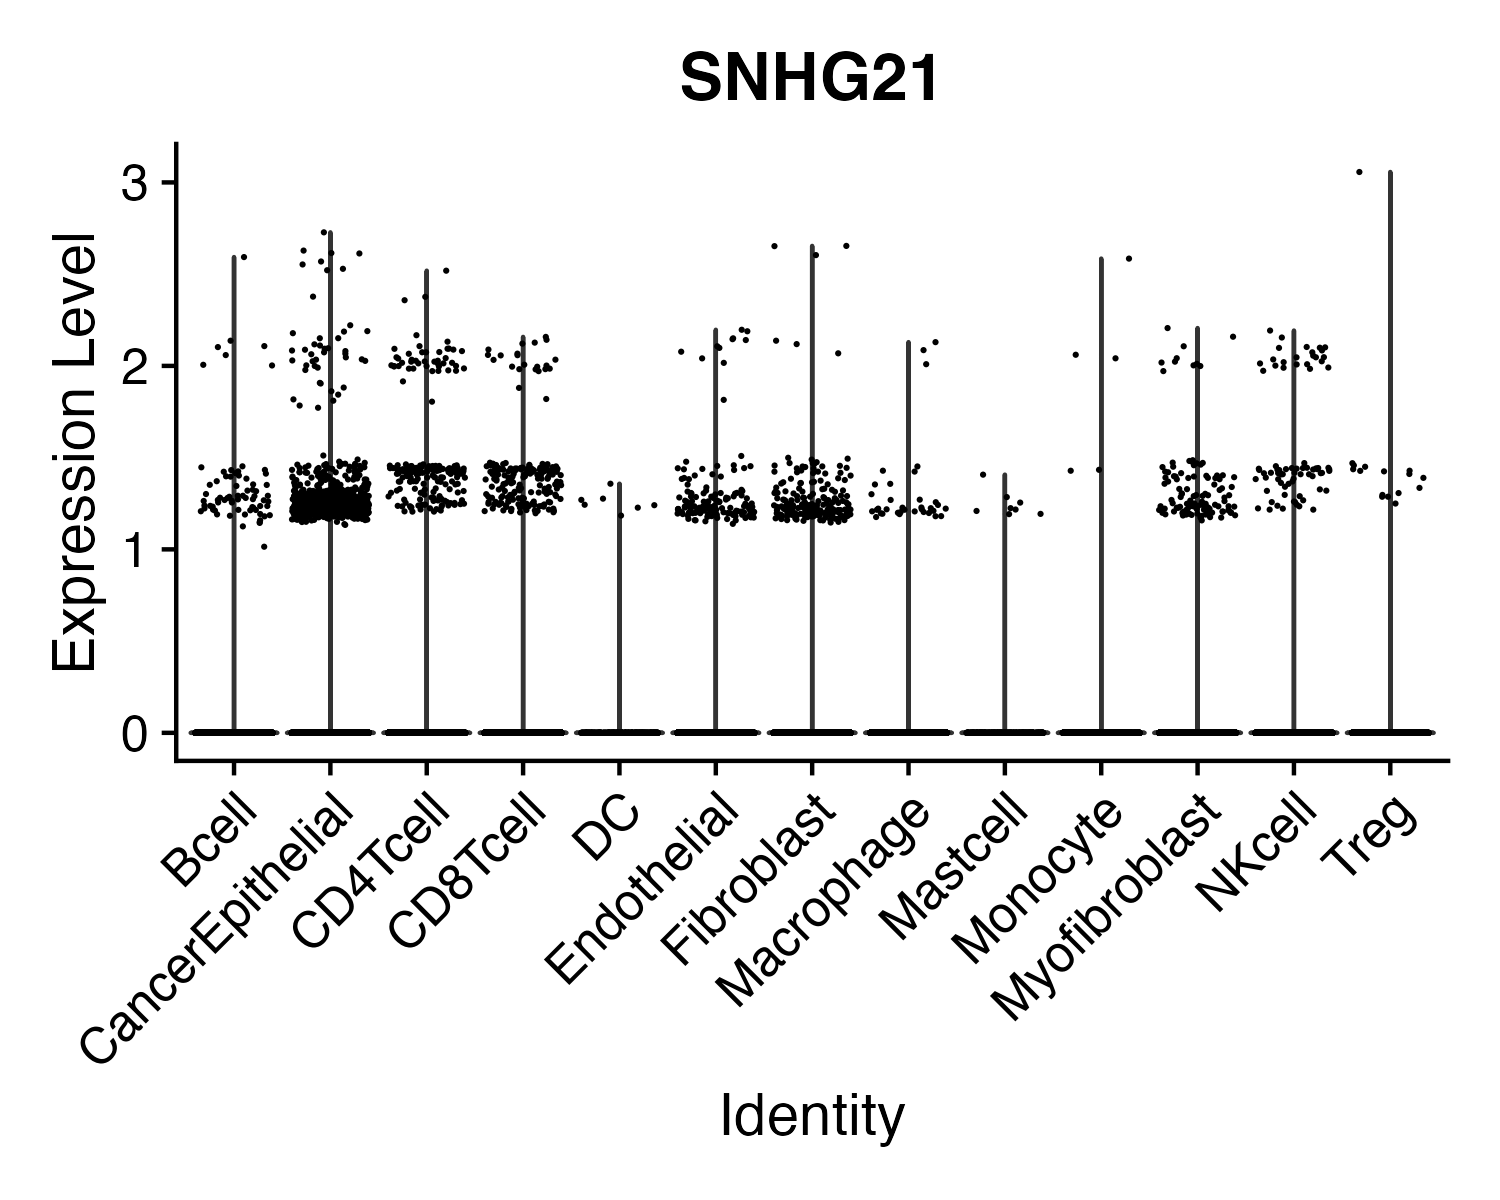 SNHG21
Expression Level
3
2
1
0
Bcell
CancerEpithelial
CD4Tcell
CD8Tcell
DC
Endothelial
Fibroblast
Macrophage
Mastcell
Monocyte
Myofibroblast
NKcell
Treg
Identity